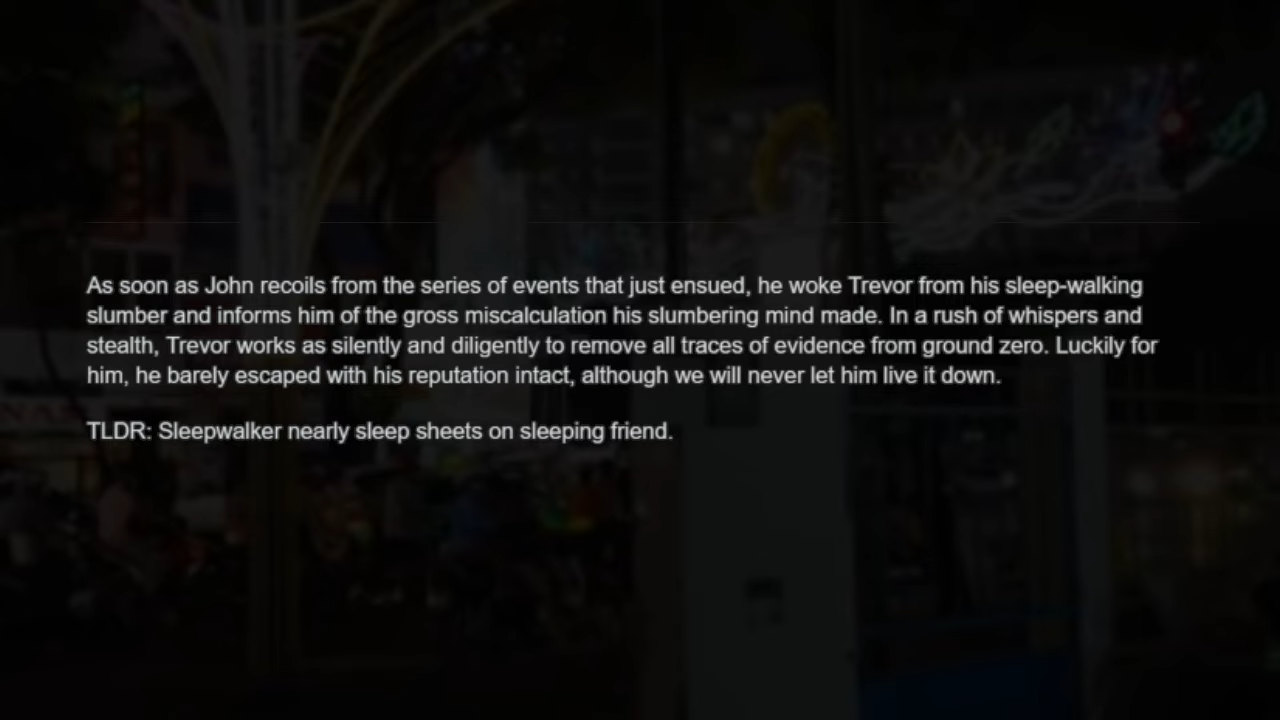 As soon as John recoils from the series of events that just ensued, he woke Trevor from his sleep-walking
slumber and informs him of the gross miscalculation his slumbering mind made. In a rush of whispers and
stealth, Trevor works as silently and diligently to remove all traces of evidence from ground zero. Luckily for
him, he barely escaped with his reputation intact, although we will never let him live it down.
TLDR: Sleepwalker nearly sleep sheets on sleeping friend.